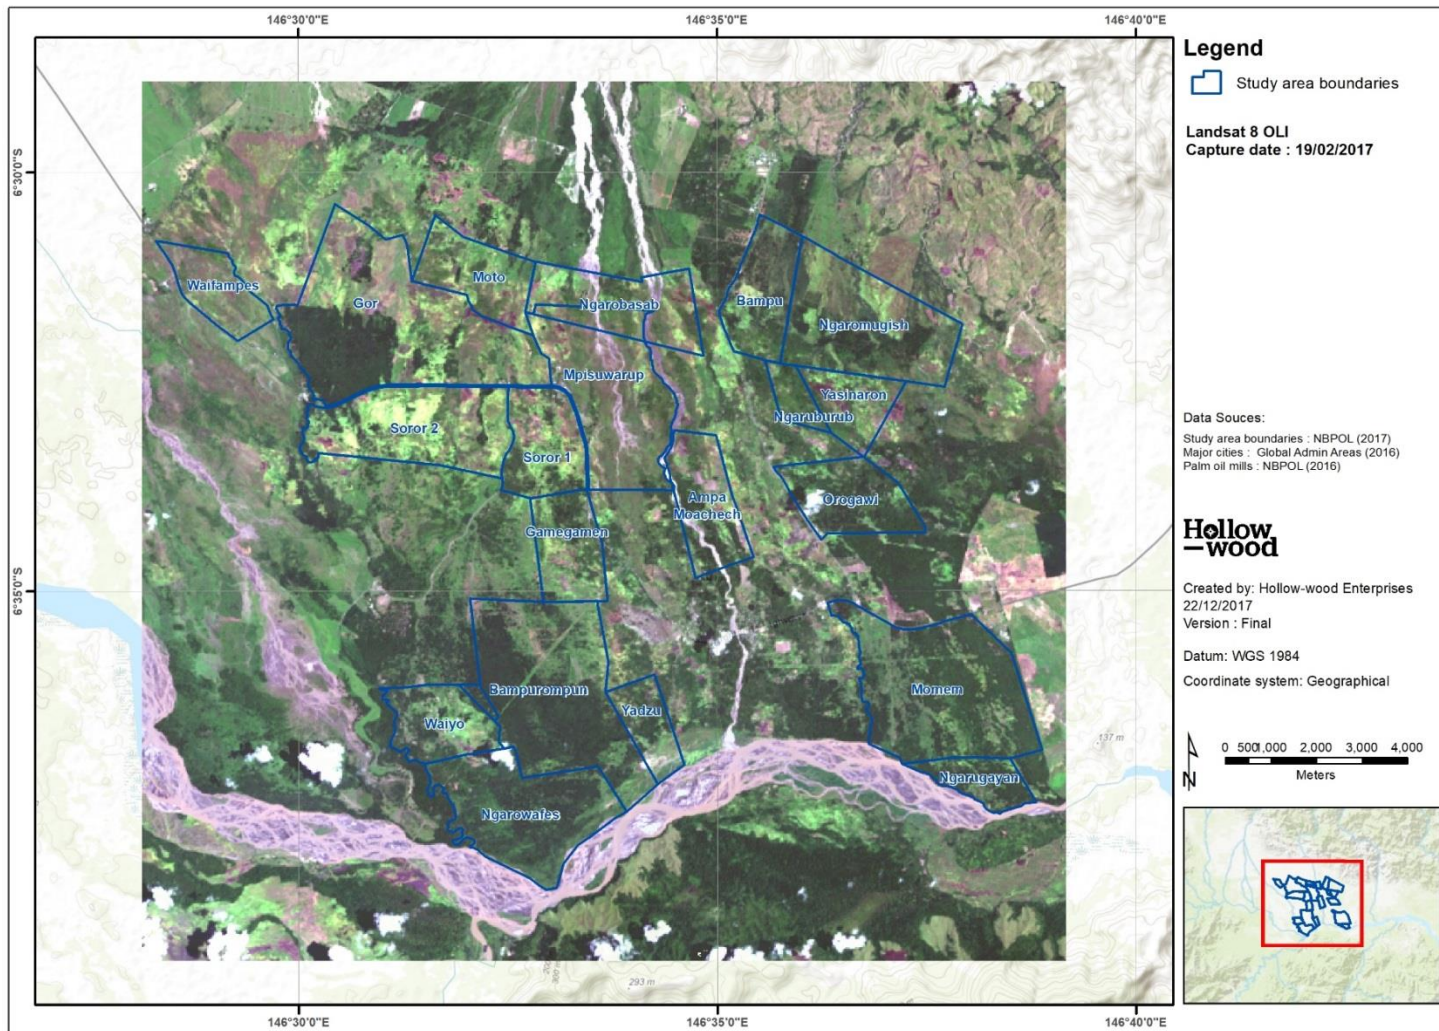 146°30'0"E
146°35'0"E
146°40'0"E
6°30'0"S
6°35'0"S
Waifampes
Gor
Moto
Ngarobasab
Bampu
Ngaromugish
Mpisuwarup
Yasiharon
Ngaruburub
Soror 2
Soror 1
Orogawi
Ampa
Moachech
Gamegamen
Bampurompun
Momem
Yadzu
Waiyo
Ngarugayan
Ngarowafes
137 m
293 m
146°30'0"E
146°35'0"E
146°40'0"E
Legend
Study area boundaries
Landsat 8 OLI
Capture date : 19/02/2017
Data Souces:
Study area boundaries : NBPOL (2017)
Major cities : Global Admin Areas (2016)
Palm oil mills : NBPOL (2016)
Hollow
—wood
Created by: Hollow-wood Enterprises
22/12/2017
Version : Final
Datum: WGS 1984
Coordinate system: Geographical
N
0 500 1,000 2,000 3,000 4,000
Meters